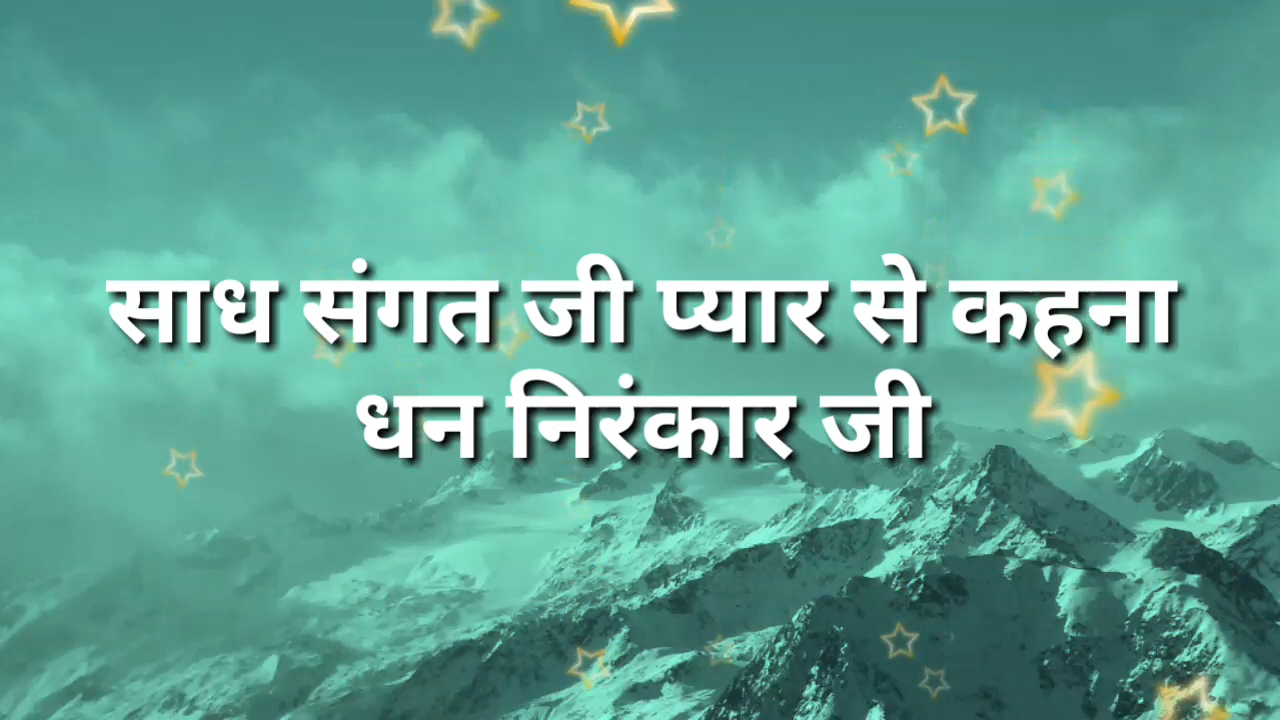 साध संगत जी प्यार से कहना
धन निरंकार जी